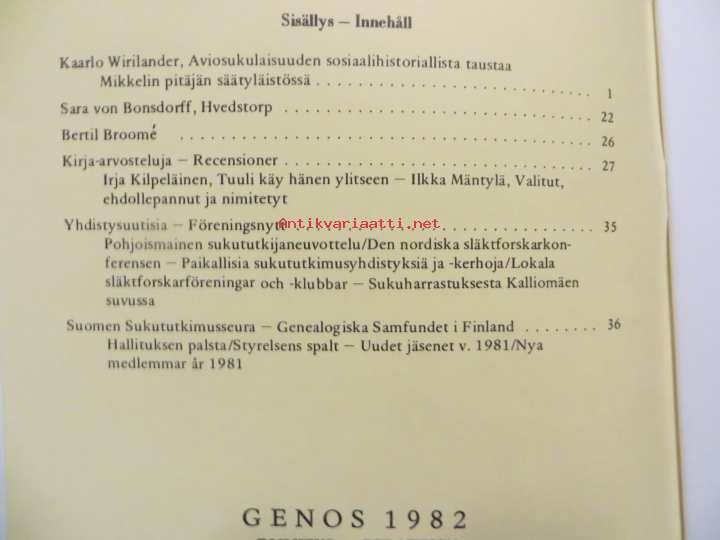 Sisällys — Innehåll
Kaarlo Wirilander, Aviosukulaisuuden sosiaalihistoriallista taustaa
Mikkelin pitäjän säätyläistössä . . . . . . . . . . . . . . . . . . . . . . . . . . . . 1
Sara von Bonsdorff, Hvedstorp . . . . . . . . . . . . . . . . . . . . . . . . . . . . . . . 22
Bertil Broomé . . . . . . . . . . . . . . . . . . . . . . . . . . . . . . . . . . . . . . . . . 26
Kirja-arvosteluja — Recensioner . . . . . . . . . . . . . . . . . . . . . . . . . . . . . . . 27
Irja Kilpeläinen, Tuuli käy hänen ylitseen — Ilkka Mäntylä, Valitut,
ehdollepannut ja nimitetyt
Yhdistysuutisia — Föreningsnytt . . . . . . . . . . . . . . . . . . . . . . . . . . . . . . 35
Antikvariaatti.net
Pohjoismainen sukututkijaneuvottelu/Den nordiska släktforskarkon-
ferensen — Paikallisia sukututkimusyhdistyksiä ja -kerhoja/Lokala
släktforskarföreningar och -klubbar — Sukuharrastuksesta Kalliomäen
suvussa
Suomen Sukututkimusseura — Genealogiska Samfundet i Finland . . . . . . . . 36
Hallituksen palsta/Styrelsens spalt — Uudet jäsenet v. 1981/Nya
medlemmar år 1981
GENOS 1982